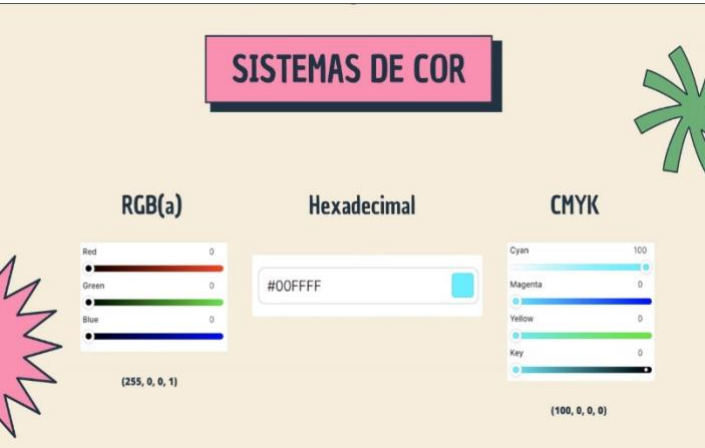 SISTEMAS DE COR
RGB(a)
Red 0
Green 0
Blue 0
(255, 0, 0, 1)
Hexadecimal
#00FFFF
CMYK
Cyan 100
Magenta 0
Yellow 0
Key 0
(100, 0, 0, 0)